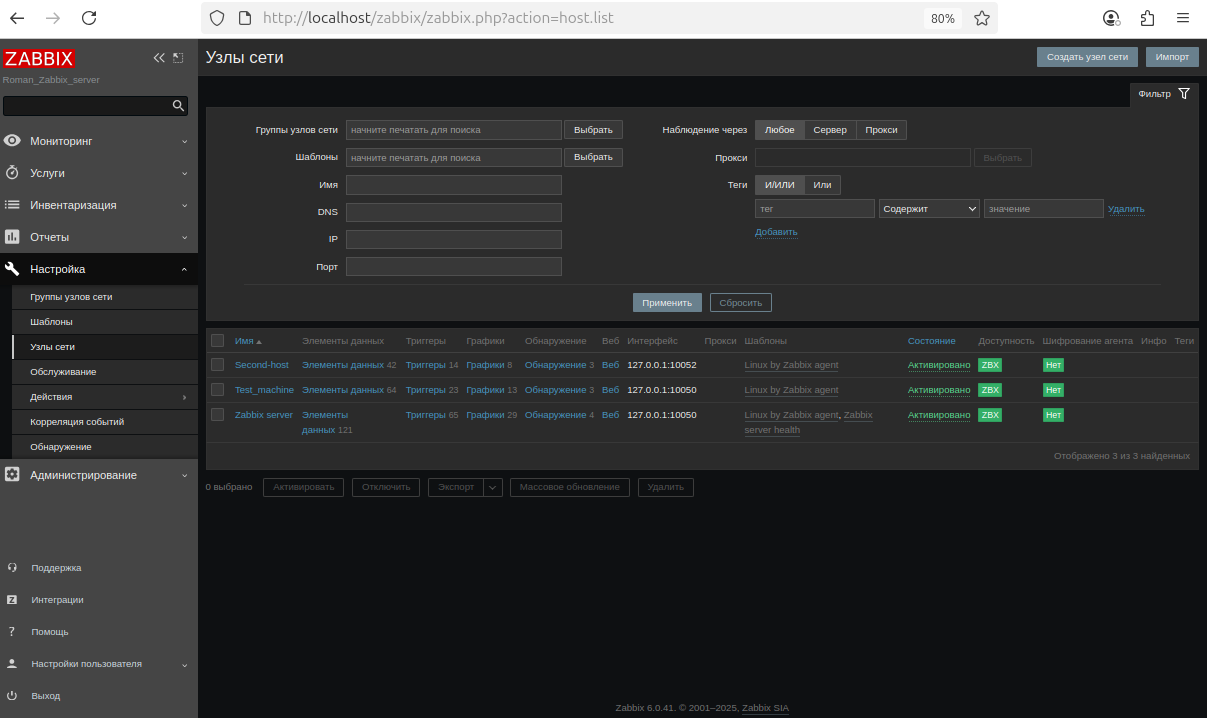 http://localhost/zabbix/zabbix.php?action=host.list 80%
ZABBIX
Roman_Zabbix_server
Мониторинг
Услуги
Инвентаризация
Отчеты
Настройка
Группы узлов сети
Шаблоны
Узлы сети
Обслуживание
Действия
Корреляция событий
Обнаружение
Администрирование
Поддержка
Z Интеграции
? Помощь
Настройки пользователя
Выход
Узлы сети Создать узел сети Импорт
Фильтр
Группы узлов сети начните печатать для поиска Выбрать
Шаблоны начните печатать для поиска Выбрать
Имя
DNS
IP
Порт
Наблюдение через Любое Сервер Прокси
Прокси Выбрать
Теги И/ИЛИ Или
тег Содержит значение Удалить
Добавить
Применить Сбросить
Имя Элементы данных Триггеры Графики Обнаружение Веб Интерфейс Прокси Шаблоны Состояние Доступность Шифрование агента Инфо Теги
Second-host Элементы данных 42 Триггеры 14 Графики 8 Обнаружение 3 Веб 127.0.0.1:10052 Linux by Zabbix agent Активировано ZBX Нет
Test_machine Элементы данных 64 Триггеры 23 Графики 13 Обнаружение 3 Веб 127.0.0.1:10050 Linux by Zabbix agent Активировано ZBX Нет
Zabbix server Элементы Триггеры 65 Графики 29 Обнаружение 4 Веб 127.0.0.1:10050 Linux by Zabbix agent, Zabbix Активировано ZBX Нет
данных 121 server health
Отображено 3 из 3 найденных
0 выбрано Активировать Отключить Экспорт Массовое обновление Удалить
Zabbix 6.0.41. © 2001–2025, Zabbix SIA